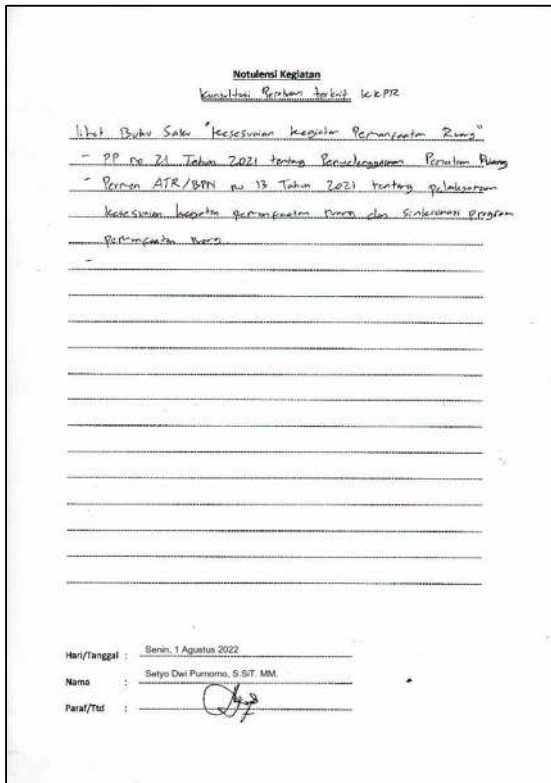 Notulensi Kegiatan
Konsultasi Peraturan terkait KKPR
lihat Buku Saku "Kesesuaian Kegiatan Pemanfaatan Ruang"
- PP no 21 Tahun 2021 tentang Penyelenggaraan Penataan Ruang
- Permen ATR/BPN no 13 Tahun 2021 tentang pelaksanaan
kesesuaian kegiatan pemanfaatan ruang dan Sinkronisasi program
pemanfaatan ruang
-
Hari/Tanggal : Senin, 1 Agustus 2022
Nama : Setyo Dwi Purnomo, S.SiT. MM.
Paraf/Ttd :